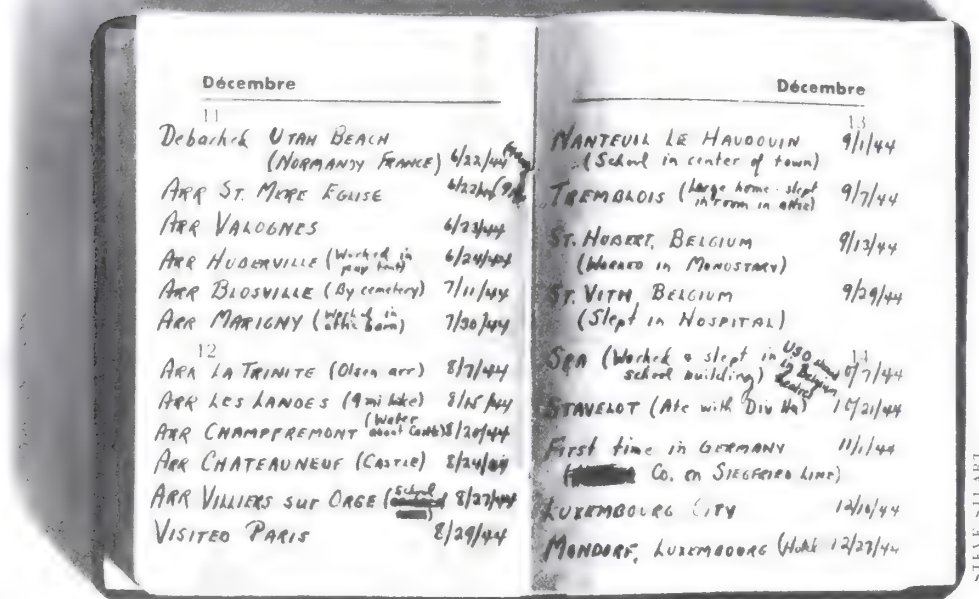 Décembre
11
Debarked UTAH BEACH
(NORMANDY FRANCE) 6/22/44
ARR ST. MERE EGLISE 6/22/44
ARR VALOGNES 6/23/44
ARR HUBERVILLE (Worked in
pay tent) 6/24/44
ARR BLOSVILLE (By cemetery) 7/11/44
ARR MARIGNY (Worked in
attic barn) 7/30/44
12
ARR LA TRINITE (Olsen arr) 8/7/44
ARR LES LANDES (9 mi hike) 8/15/44
ARR CHAMPFREMONT (Water
about Castle) 8/20/44
ARR CHATEAUNEUF (CASTLE) 8/24/44
ARR VILLIERS SUR ORGE (school) 8/27/44
VISITED PARIS 8/29/44
Décembre
13
NANTEUIL LE HAUDOUIN 9/1/44
(School in center of town)
TREMBLOIS (Large home - slept
in room in attic) 9/7/44
ST. HUBERT, BELGIUM 9/13/44
(WORKED in MONOSTARY)
ST. VITH, BELGIUM 9/29/44
(Slept in HOSPITAL)
14
SPA (Worked & slept in USO show
in Belgium
school building) 10/7/44
STAVELOT (Ate with Div Hq) 10/21/44
First time in GERMANY 11/1/44
Co. on SIEGFRIED LINE)
LUXEMBOURG CITY
MONDORF, LUXEMBOURG (Hotel 12/27/44